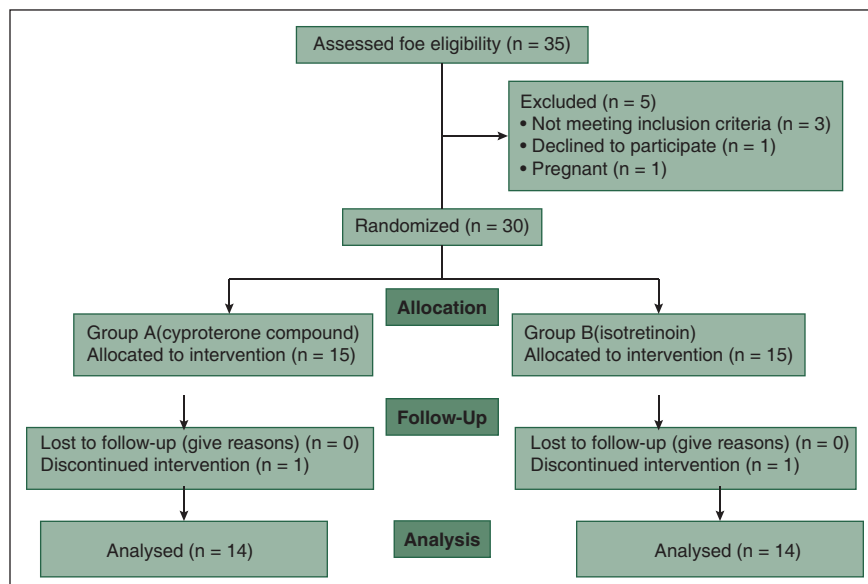 Assessed foe eligibility (n = 35)
Excluded (n = 5)
• Not meeting inclusion criteria (n = 3)
• Declined to participate (n = 1)
• Pregnant (n = 1)
Randomized (n = 30)
Allocation
Group A(cyproterone compound)
Allocated to intervention (n = 15)
Group B(isotretinoin)
Allocated to intervention (n = 15)
Follow-Up
Lost to follow-up (give reasons) (n = 0)
Discontinued intervention (n = 1)
Lost to follow-up (give reasons) (n = 0)
Discontinued intervention (n = 1)
Analysed (n = 14)
Analysis
Analysed (n = 14)